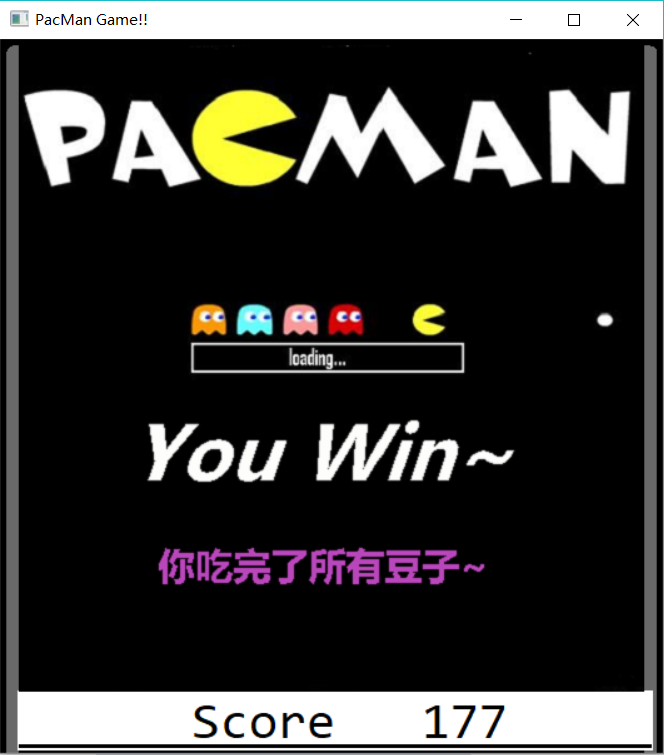 PacMan Game!!
PACMAN
loading...
You Win~
你吃完了所有豆子~
Score 177